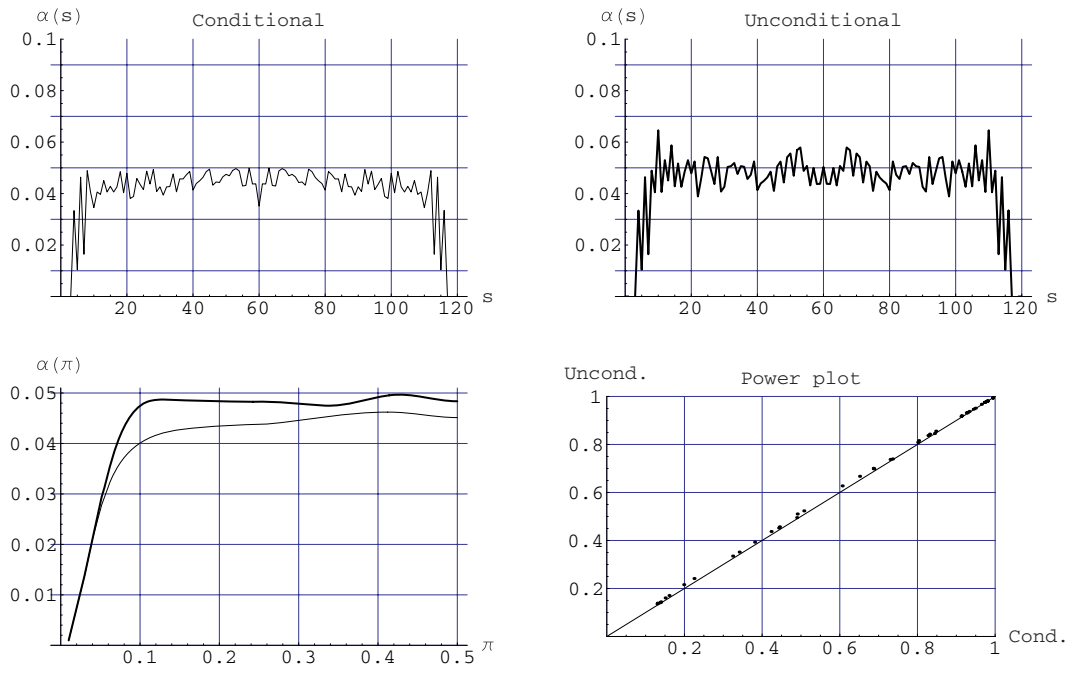 α(s)
Conditional
0.1
0.08
0.06
0.04
0.02
20 40 60 80 100 120 s
α(s)
Unconditional
0.1
0.08
0.06
0.04
0.02
20 40 60 80 100 120 s
α(π)
0.05
0.04
0.03
0.02
0.01
0.1 0.2 0.3 0.4 0.5 π
Uncond.
Power plot
1
0.8
0.6
0.4
0.2
0.2 0.4 0.6 0.8 1 Cond.